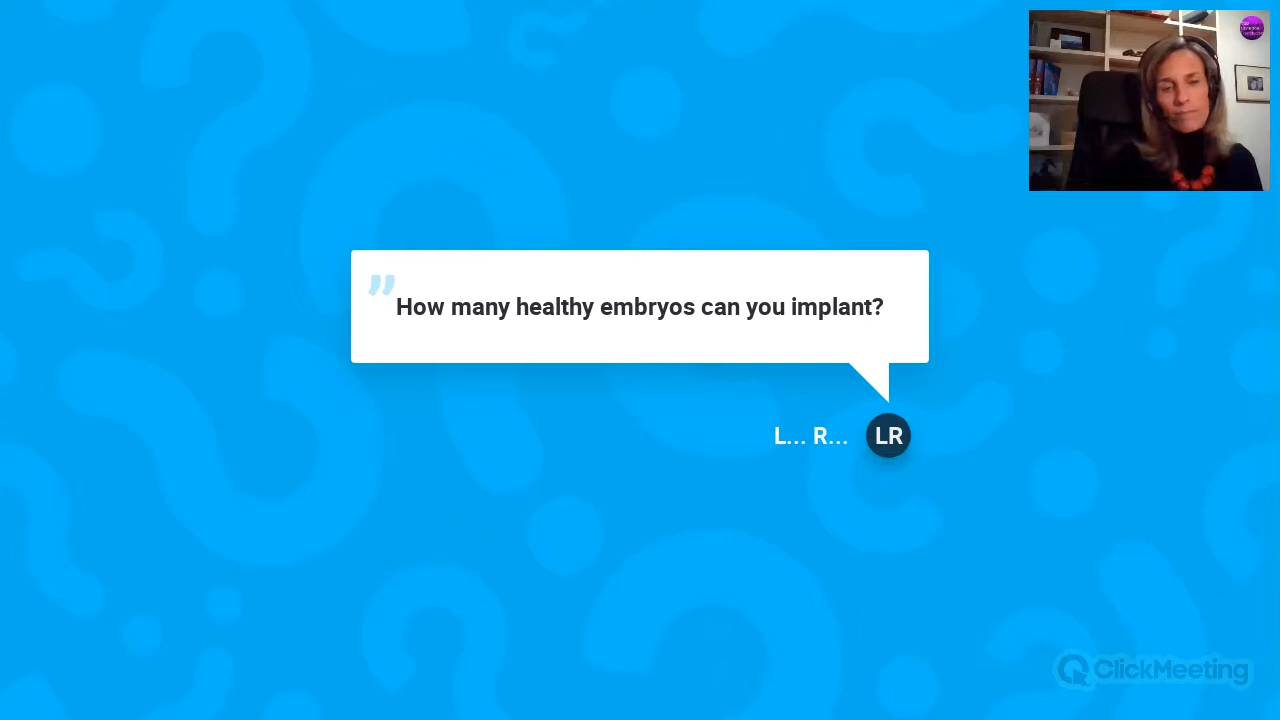 ” How many healthy embryos can you implant?
L... R... LR
ClickMeeting